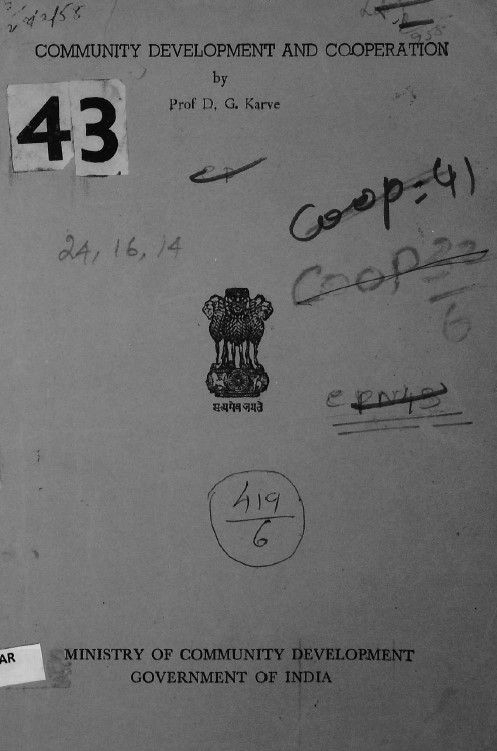 COMMUNITY DEVELOPMENT AND COOPERATION
by
Prof D. G. Karve
43
Coop=41
24, 16, 14
COOP
6
सत्यमेव जयते
419
6
AR
MINISTRY OF COMMUNITY DEVELOPMENT
GOVERNMENT OF INDIA